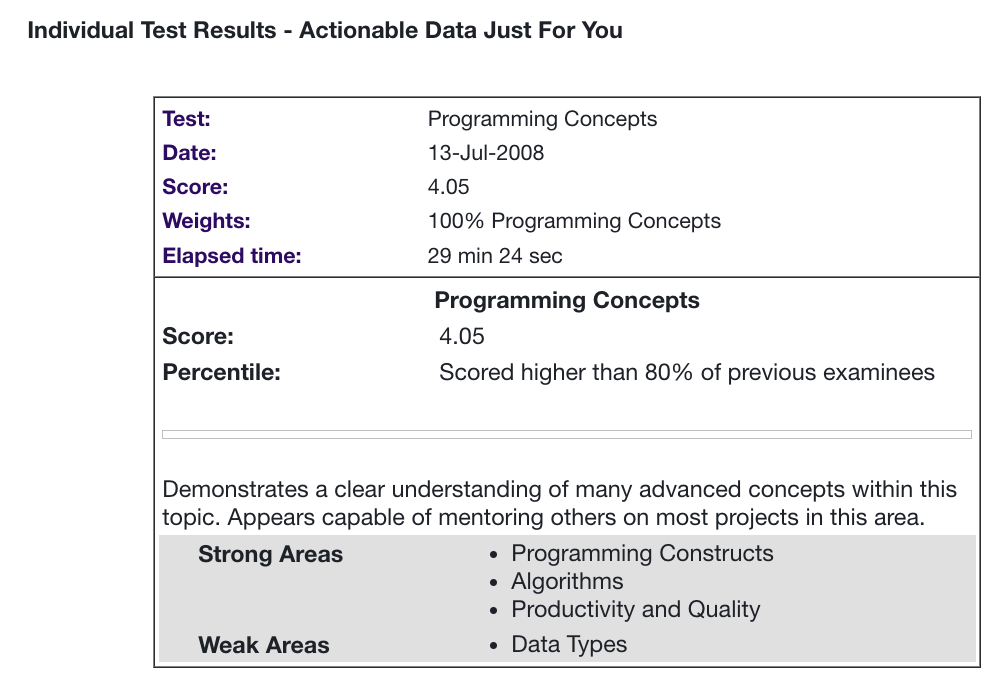 Individual Test Results - Actionable Data Just For You
Test: Programming Concepts
Date: 13-Jul-2008
Score: 4.05
Weights: 100% Programming Concepts
Elapsed time: 29 min 24 sec
Programming Concepts
Score: 4.05
Percentile: Scored higher than 80% of previous examinees
Demonstrates a clear understanding of many advanced concepts within this
topic. Appears capable of mentoring others on most projects in this area.
Strong Areas • Programming Constructs
• Algorithms
• Productivity and Quality
Weak Areas • Data Types